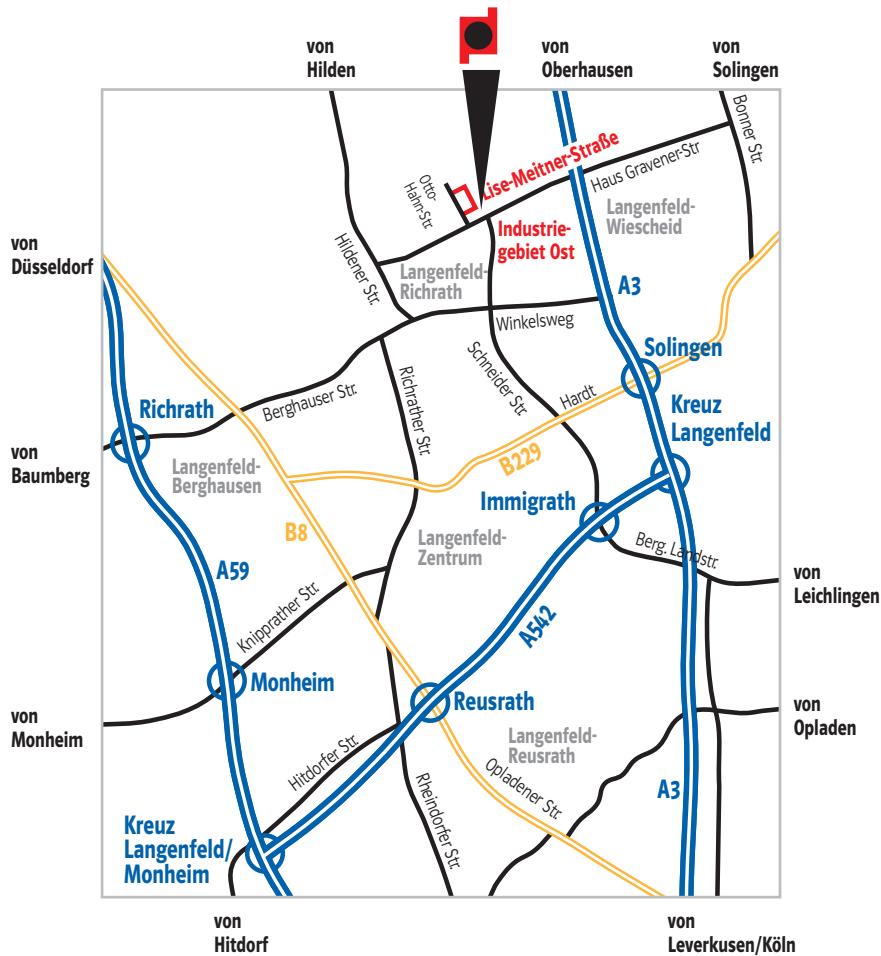 von
Hilden
von
Oberhausen
von
Solingen
Bonner Str.
Lise-Meitner-Straße
Haus Gravener-Str
Otto-
Hahn-Str.
Langenfeld-
Wiescheid
Industrie-
gebiet Ost
von
Düsseldorf
Hildener Str.
Langenfeld-
Richrath
A3
Winkelsweg
Solingen
Schneider Str.
Richrather Str.
Berghauser Str.
Hardt
Richrath
Kreuz
Langenfeld
von
Baumberg
Langenfeld-
Berghausen
B229
Immigrath
B8
Langenfeld-
Zentrum
Berg. Landstr.
A59
von
Leichlingen
Knipprather Str.
A542
Monheim
Reusrath
von
Monheim
von
Opladen
Langenfeld-
Reusrath
Hitdorfer Str.
Opladener Str.
Rheindorfer Str.
A3
Kreuz
Langenfeld/
Monheim
von
Hitdorf
von
Leverkusen/Köln